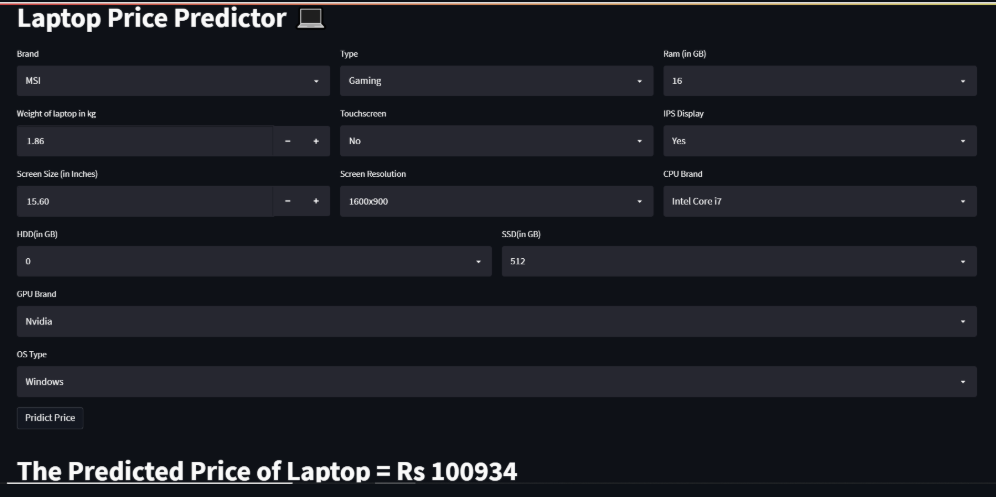 Laptop Price Predictor 💻
Brand Type Ram (in GB)
MSI Gaming 16
Weight of laptop in kg Touchscreen IPS Display
1.86 − + No Yes
Screen Size (in Inches) Screen Resolution CPU Brand
15.60 − + 1600x900 Intel Core i7
HDD(in GB) SSD(in GB)
0 512
GPU Brand
Nvidia
OS Type
Windows
Pridict Price
The Predicted Price of Laptop = Rs 100934